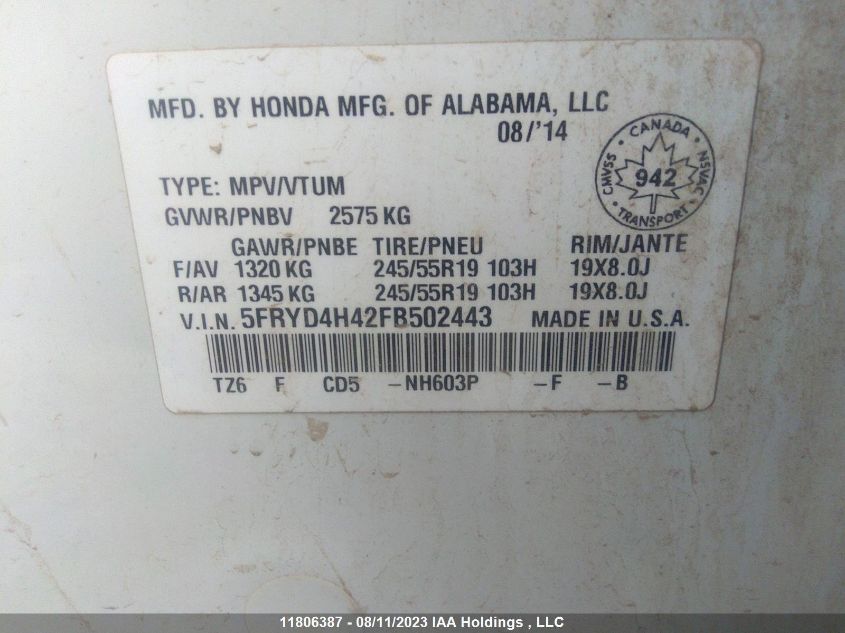 MFD. BY HONDA MFG. OF ALABAMA, LLC
08/'14
CANADA
CMVSS 942 NSVAC
TRANSPORT
TYPE: MPV/VTUM
GVWR/PNBV 2575 KG
GAWR/PNBE TIRE/PNEU RIM/JANTE
F/AV 1320 KG 245/55R19 103H 19X8.0J
R/AR 1345 KG 245/55R19 103H 19X8.0J
V.I.N. 5FRYD4H42FB502443 MADE IN U.S.A.
TZ6 F CD5 -NH603P -F -B
11806387 - 08/11/2023 IAA Holdings , LLC